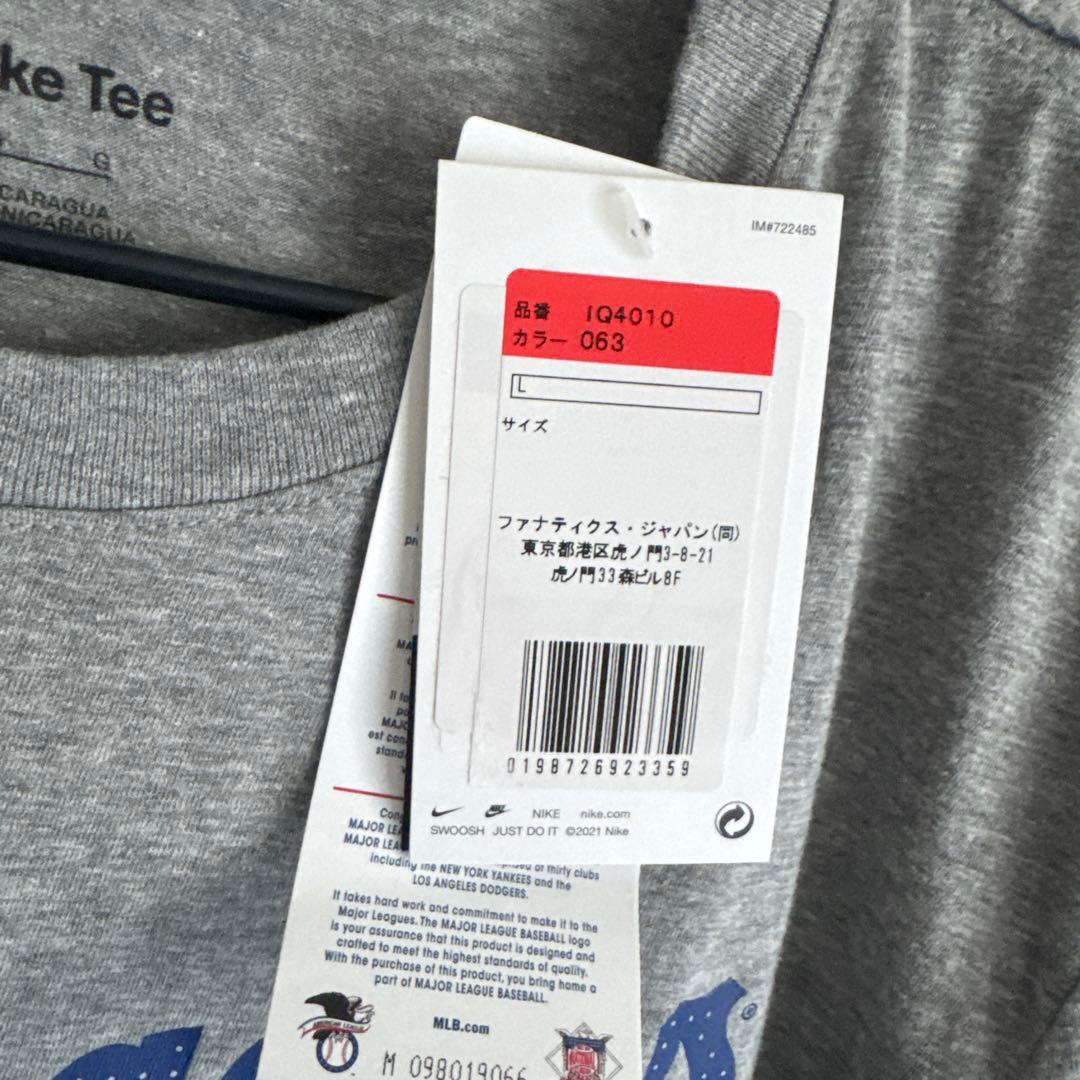 ke Tee
G
CARAGUA
NICARAGUA
IM#722485
品番 IQ4010
カラー 063
L
サイズ
ファナティクス・ジャパン(同)
東京都港区虎ノ門3-8-21
虎ノ門33森ビル8F
0198726923359
NIKE nike.com
SWOOSH JUST DO IT ©2021 Nike
MAJOR
MAJOR
including the NEW YORK YANKEES and the
LOS ANGELES DODGERS.
It takes hard work and commitment to make it to the
Major Leagues. The MAJOR LEAGUE BASEBALL logo
is your assurance that this product is designed and
crafted to meet the highest standards of quality.
With the purchase of this product, you bring home a
part of MAJOR LEAGUE BASEBALL.
AMERICAN LEAGUE
MLB.com
M 098019066